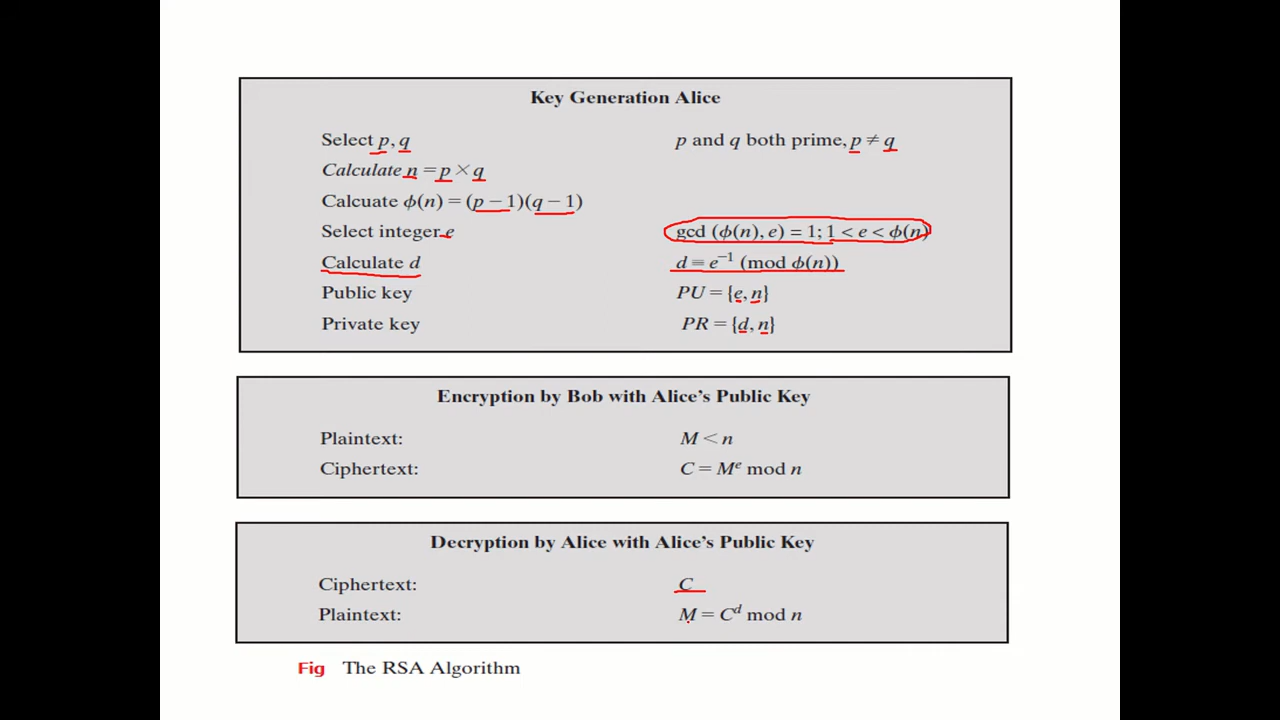 Key Generation Alice
Select p, q p and q both prime, p ≠ q
Calculate n = p × q
Calcuate ϕ(n) = (p − 1)(q − 1)
Select integer e gcd (ϕ(n), e) = 1; 1 < e < ϕ(n)
Calculate d d ≡ e⁻¹ (mod ϕ(n))
Public key PU = {e, n}
Private key PR = {d, n}
Encryption by Bob with Alice's Public Key
Plaintext: M < n
Ciphertext: C = Mᵉ mod n
Decryption by Alice with Alice's Public Key
Ciphertext: C
Plaintext: M = Cᵈ mod n
Fig The RSA Algorithm